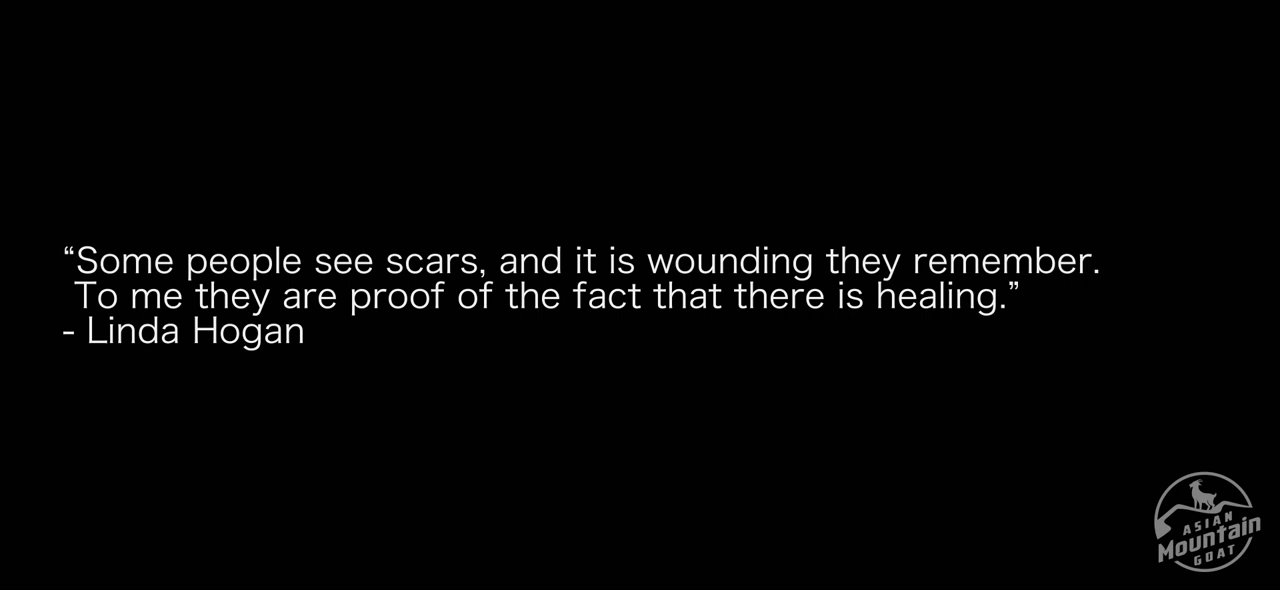 “Some people see scars, and it is wounding they remember.
To me they are proof of the fact that there is healing.”
- Linda Hogan
ASIAN
Mountain
GOAT